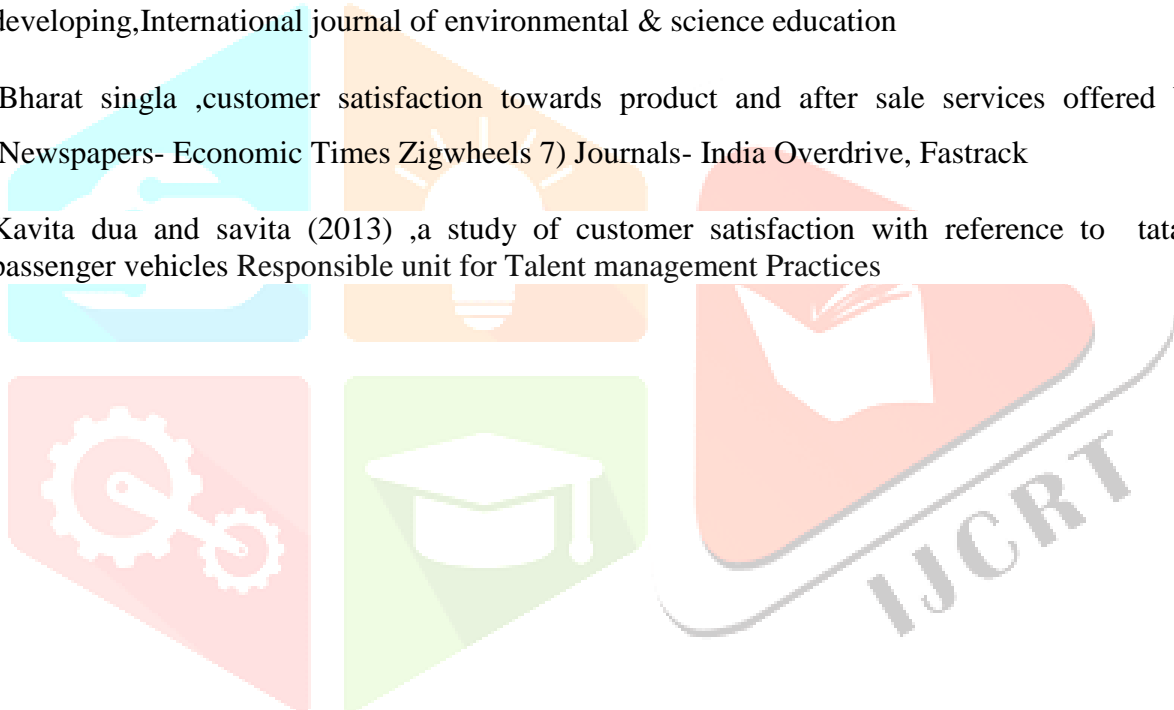 developing,International journal of environmental & science education
Bharat singla ,customer satisfaction towards product and after sale services offered
Newspapers- Economic Times Zigwheels 7) Journals- India Overdrive, Fastrack
Kavita dua and savita (2013) ,a study of customer satisfaction with reference to tata
passenger vehicles Responsible unit for Talent management Practices
IJCRT